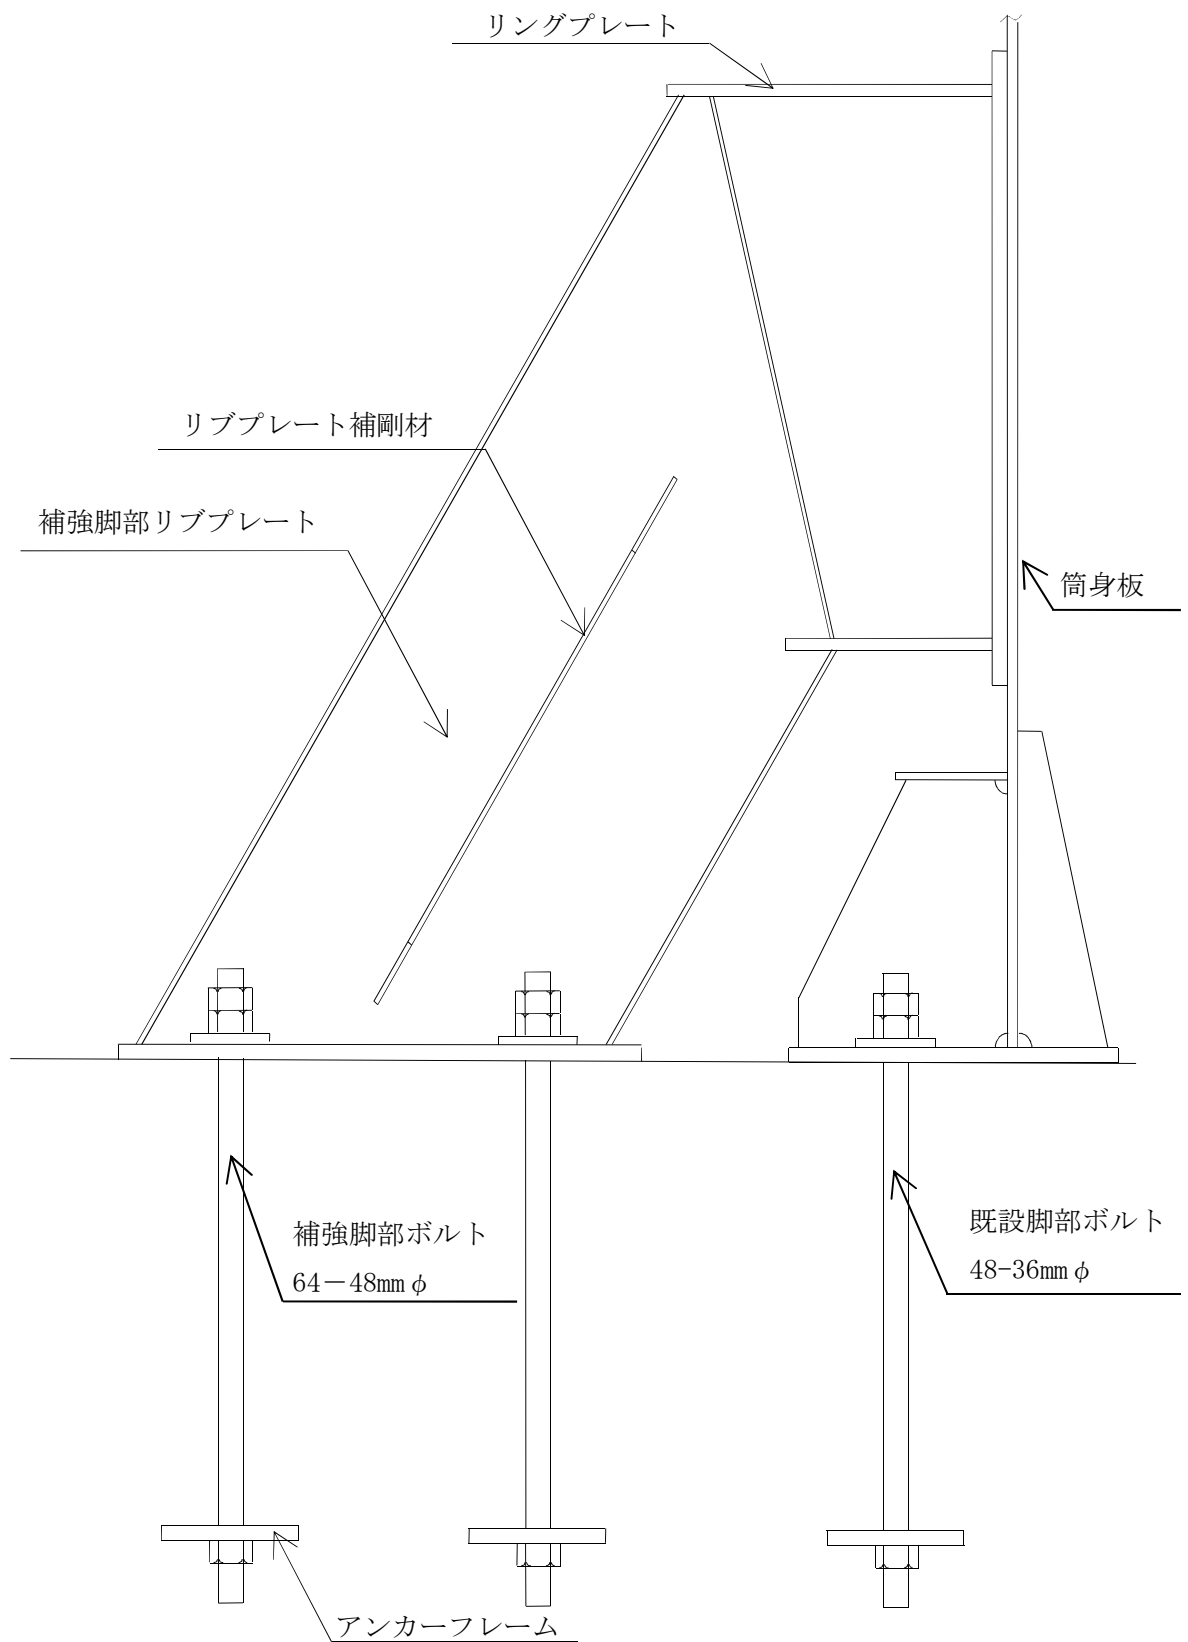 リングプレート
リブプレート補剛材
補強脚部リブプレート
筒身板
補強脚部ボルト
64－48mmφ
既設脚部ボルト
48-36mmφ
アンカーフレーム